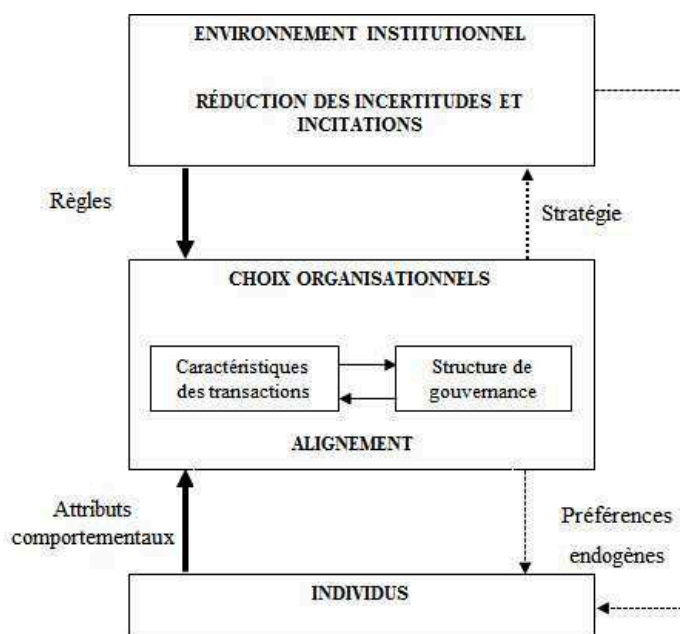 ENVIRONNEMENT INSTITUTIONNEL
RÉDUCTION DES INCERTITUDES ET
INCITATIONS
Règles
Stratégie
CHOIX ORGANISATIONNELS
Caractéristiques
des transactions
Structure de
gouvernance
ALIGNEMENT
Attributs
comportementaux
Préférences
endogènes
INDIVIDUS